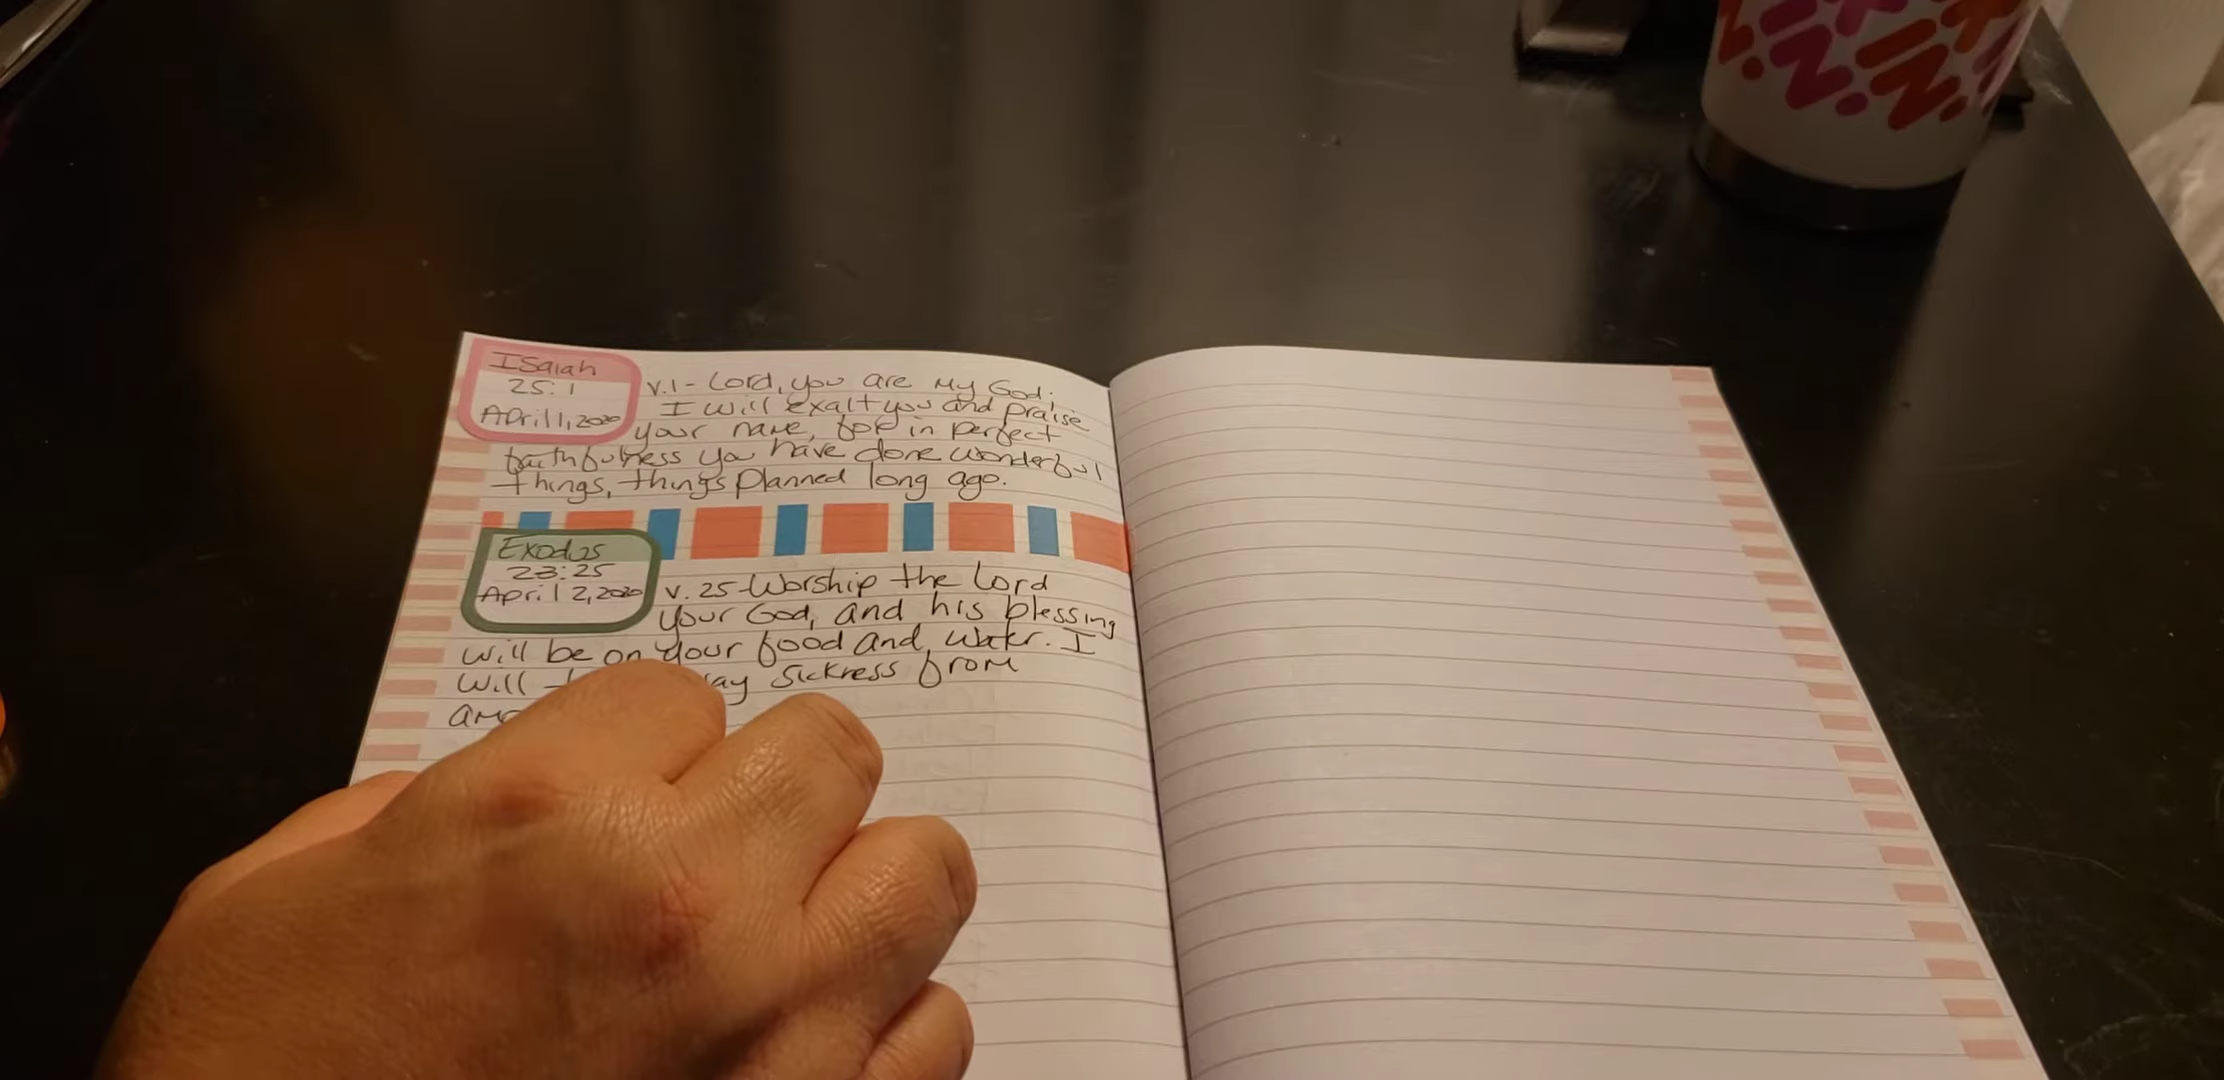 Isaiah
25:1
April 1, 2020
v.1- Lord, you are my God;
I will exalt you and praise
your name, for in perfect
faithfulness you have done wonderful
things, things planned long ago.
Exodus
23:25
April 2, 2020
v. 25-Worship the Lord
your God, and his blessing
will be on your food and water. I
will sickness from